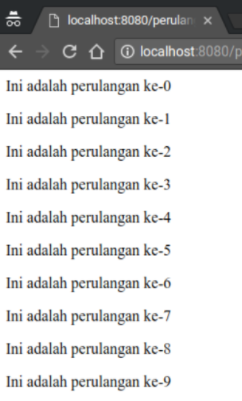 localhost:8080/perulan
localhost:8080/p
Ini adalah perulangan ke-0
Ini adalah perulangan ke-1
Ini adalah perulangan ke-2
Ini adalah perulangan ke-3
Ini adalah perulangan ke-4
Ini adalah perulangan ke-5
Ini adalah perulangan ke-6
Ini adalah perulangan ke-7
Ini adalah perulangan ke-8
Ini adalah perulangan ke-9